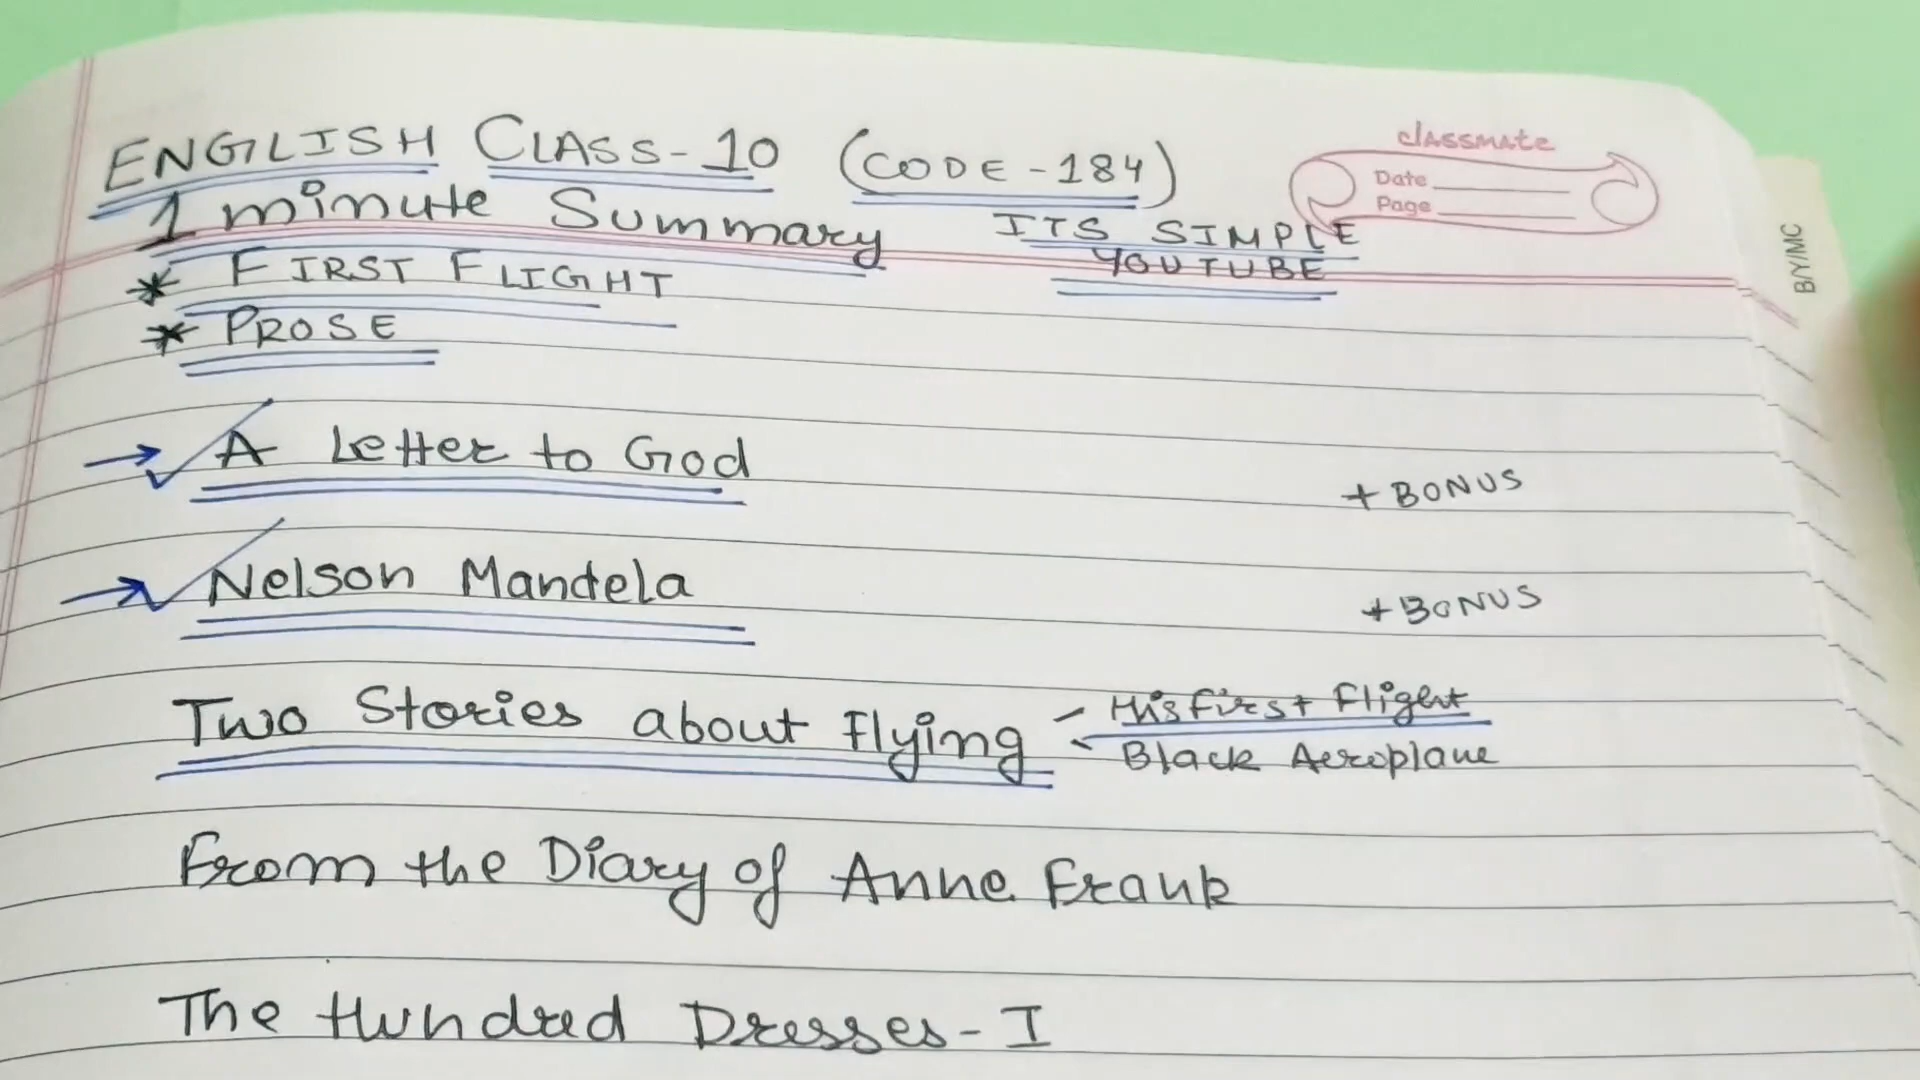 ENGLISH CLASS-10 (CODE-184)
classmate
Date
Page
1 minute Summary
ITS SIMPLE
YOUTUBE
* FIRST FLIGHT
* PROSE
→ ✓ A Letter to God
+ BONUS
→ ✓ Nelson Mandela
+ BONUS
Two Stories about Flying
His First Flight
Black Aeroplane
From the Diary of Anne Frank
The Hundred Dresses-I
B/Y/MC